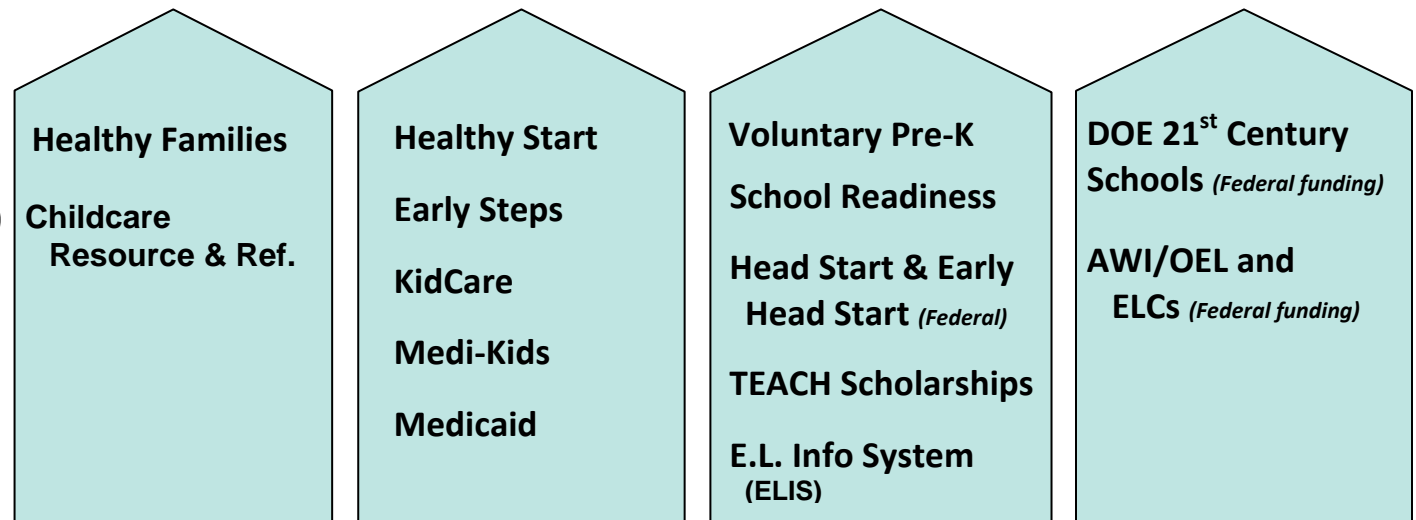 Healthy Families
) Childcare
Resource & Ref.
Healthy Start
Early Steps
KidCare
Medi-Kids
Medicaid
Voluntary Pre-K
School Readiness
Head Start & Early
Head Start (Federal)
TEACH Scholarships
E.L. Info System
(ELIS)
DOE 21st Century
Schools (Federal funding)
AWI/OEL and
ELCs (Federal funding)